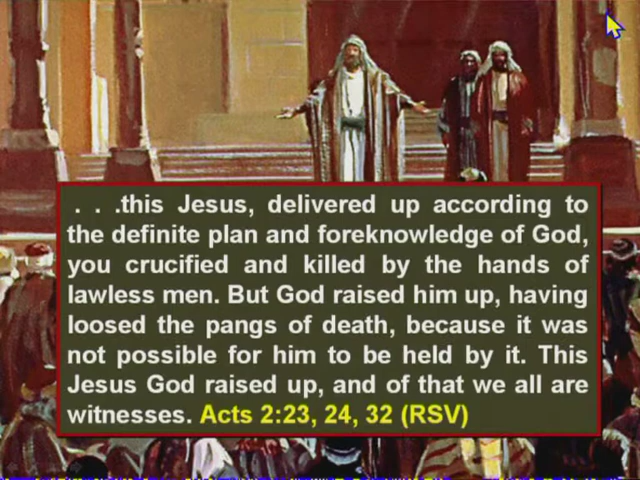 . . .this Jesus, delivered up according to
the definite plan and foreknowledge of God,
you crucified and killed by the hands of
lawless men. But God raised him up, having
loosed the pangs of death, because it was
not possible for him to be held by it. This
Jesus God raised up, and of that we all are
witnesses. Acts 2:23, 24, 32 (RSV)